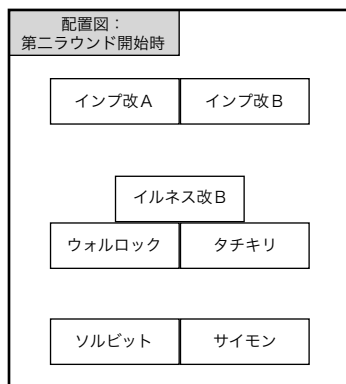 配置図：
第二ラウンド開始時
インプ改A
インプ改B
イルネス改B
ウォルロック
タチキリ
ソルビット
サイモン